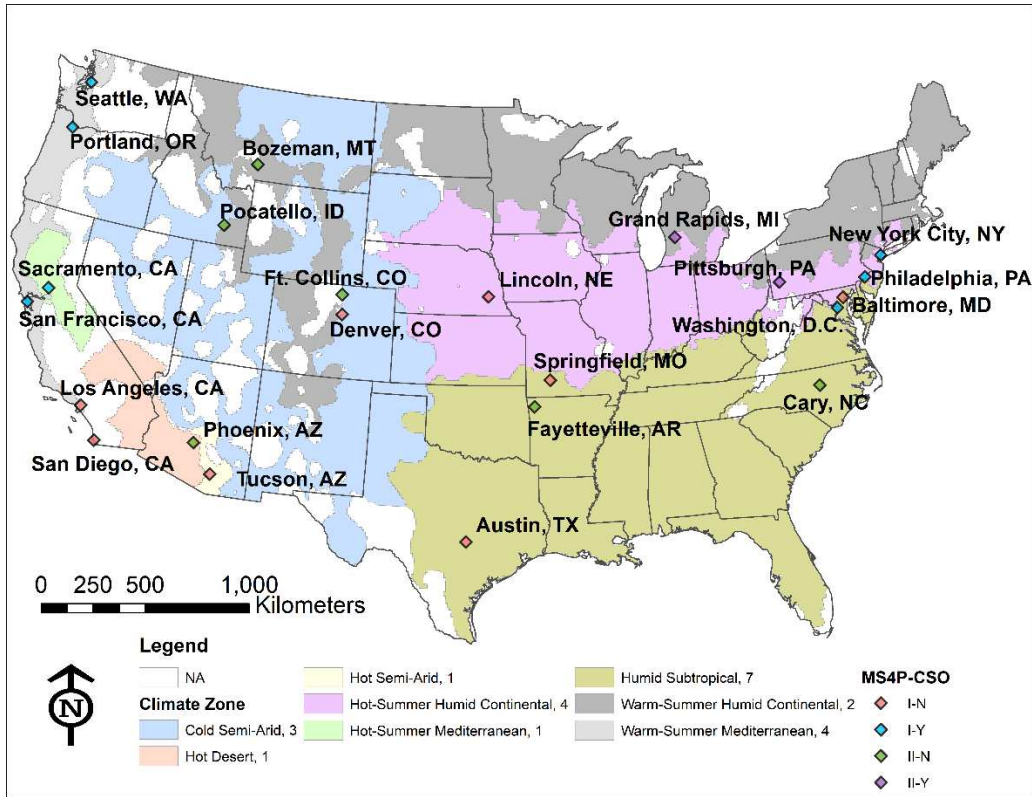 Seattle, WA
Portland, OR
Bozeman, MT
Pocatello, ID
Grand Rapids, MI
New York City, NY
Sacramento, CA
Ft. Collins, CO
Lincoln, NE
Pittsburgh, PA
Philadelphia, PA
San Francisco, CA
Denver, CO
Baltimore, MD
Washington, D.C.
Springfield, MO
Los Angeles, CA
Cary, NC
Phoenix, AZ
Fayetteville, AR
San Diego, CA
Tucson, AZ
Austin, TX
0 250 500 1,000
Kilometers
Legend
NA
Climate Zone
Cold Semi-Arid, 3
Hot Desert, 1
Hot Semi-Arid, 1
Hot-Summer Humid Continental, 4
Hot-Summer Mediterranean, 1
Humid Subtropical, 7
Warm-Summer Humid Continental, 2
Warm-Summer Mediterranean, 4
MS4P-CSO
I-N
I-Y
II-N
II-Y
N